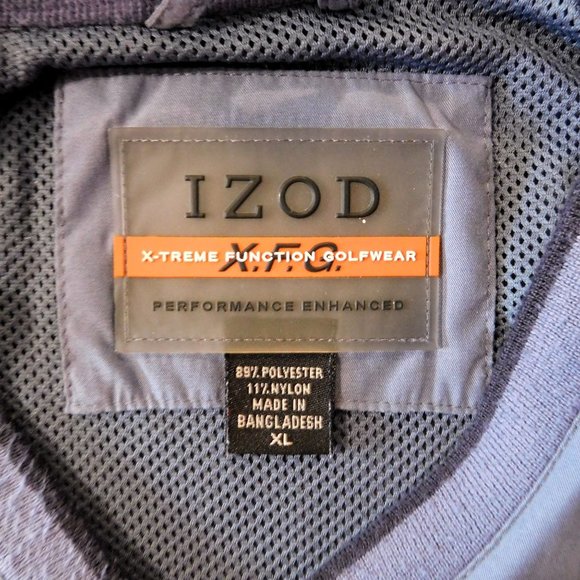 IZOD
X-TREME FUNCTION GOLFWEAR
X.F.G.
PERFORMANCE ENHANCED
89% POLYESTER
11% NYLON
MADE IN
BANGLADESH
XL